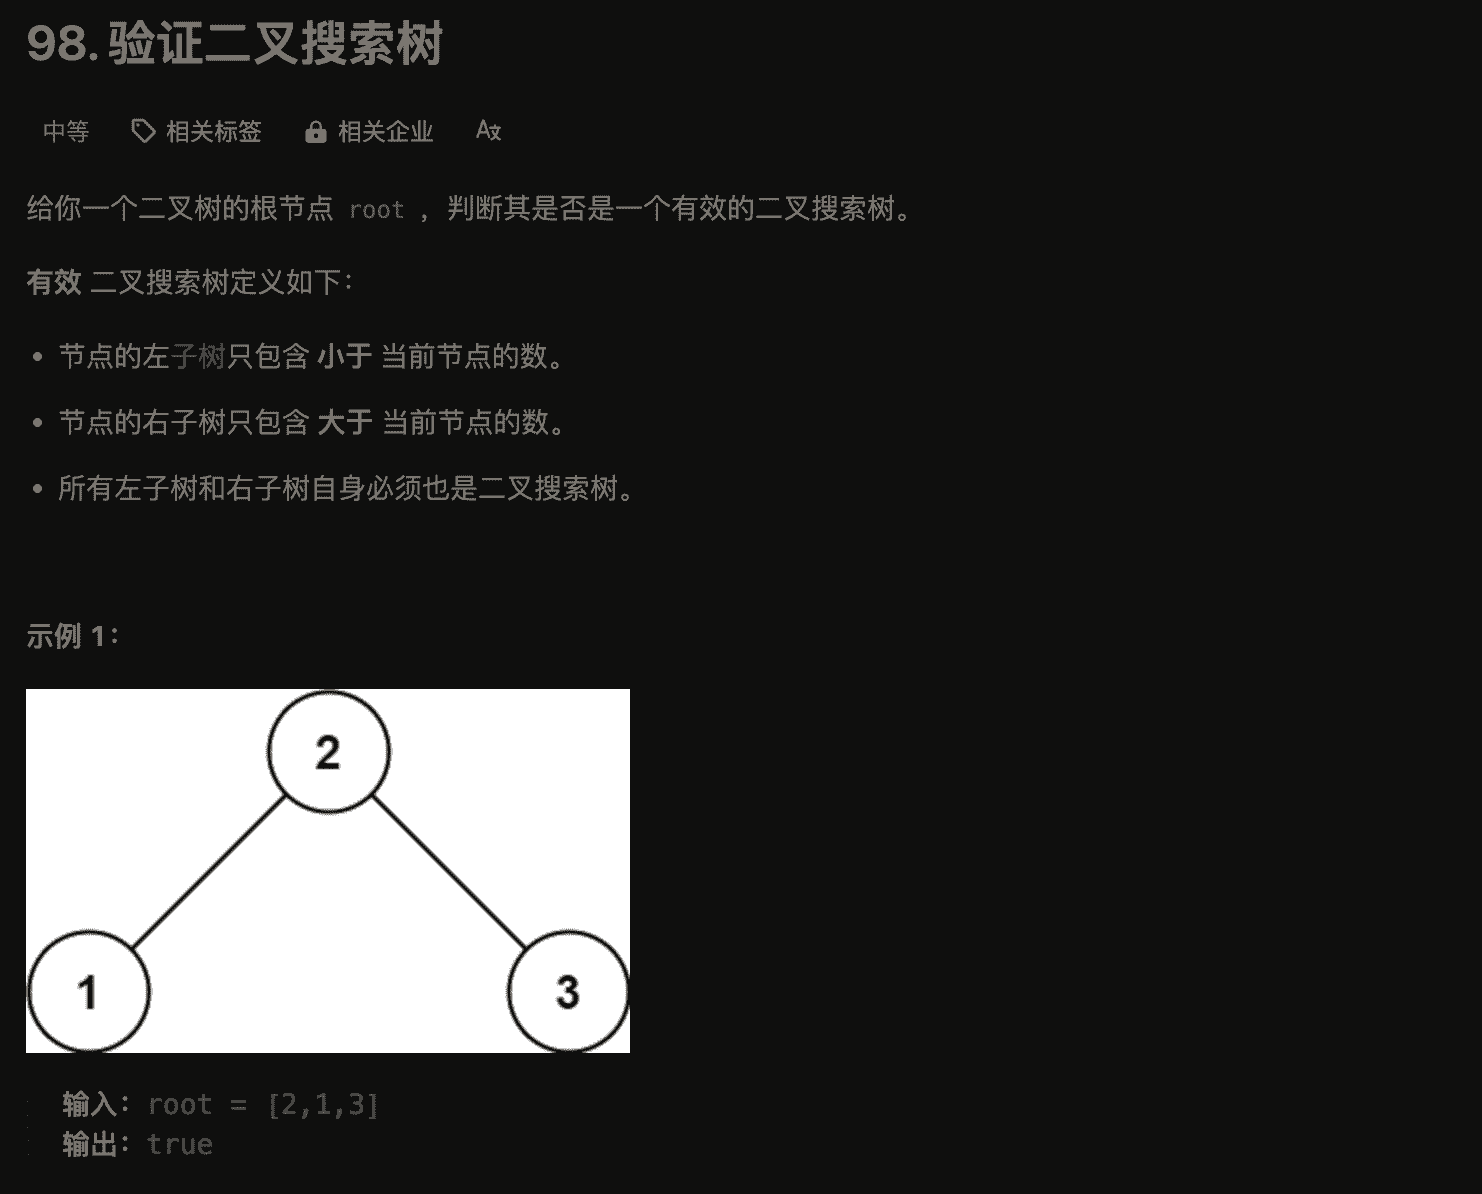 98. 验证二叉搜索树
中等 相关标签 相关企业 A文
给你一个二叉树的根节点 root ，判断其是否是一个有效的二叉搜索树。
有效 二叉搜索树定义如下：
• 节点的左子树只包含 小于 当前节点的数。
• 节点的右子树只包含 大于 当前节点的数。
• 所有左子树和右子树自身必须也是二叉搜索树。
示例 1：
2
1 3
输入：root = [2,1,3]
输出：true